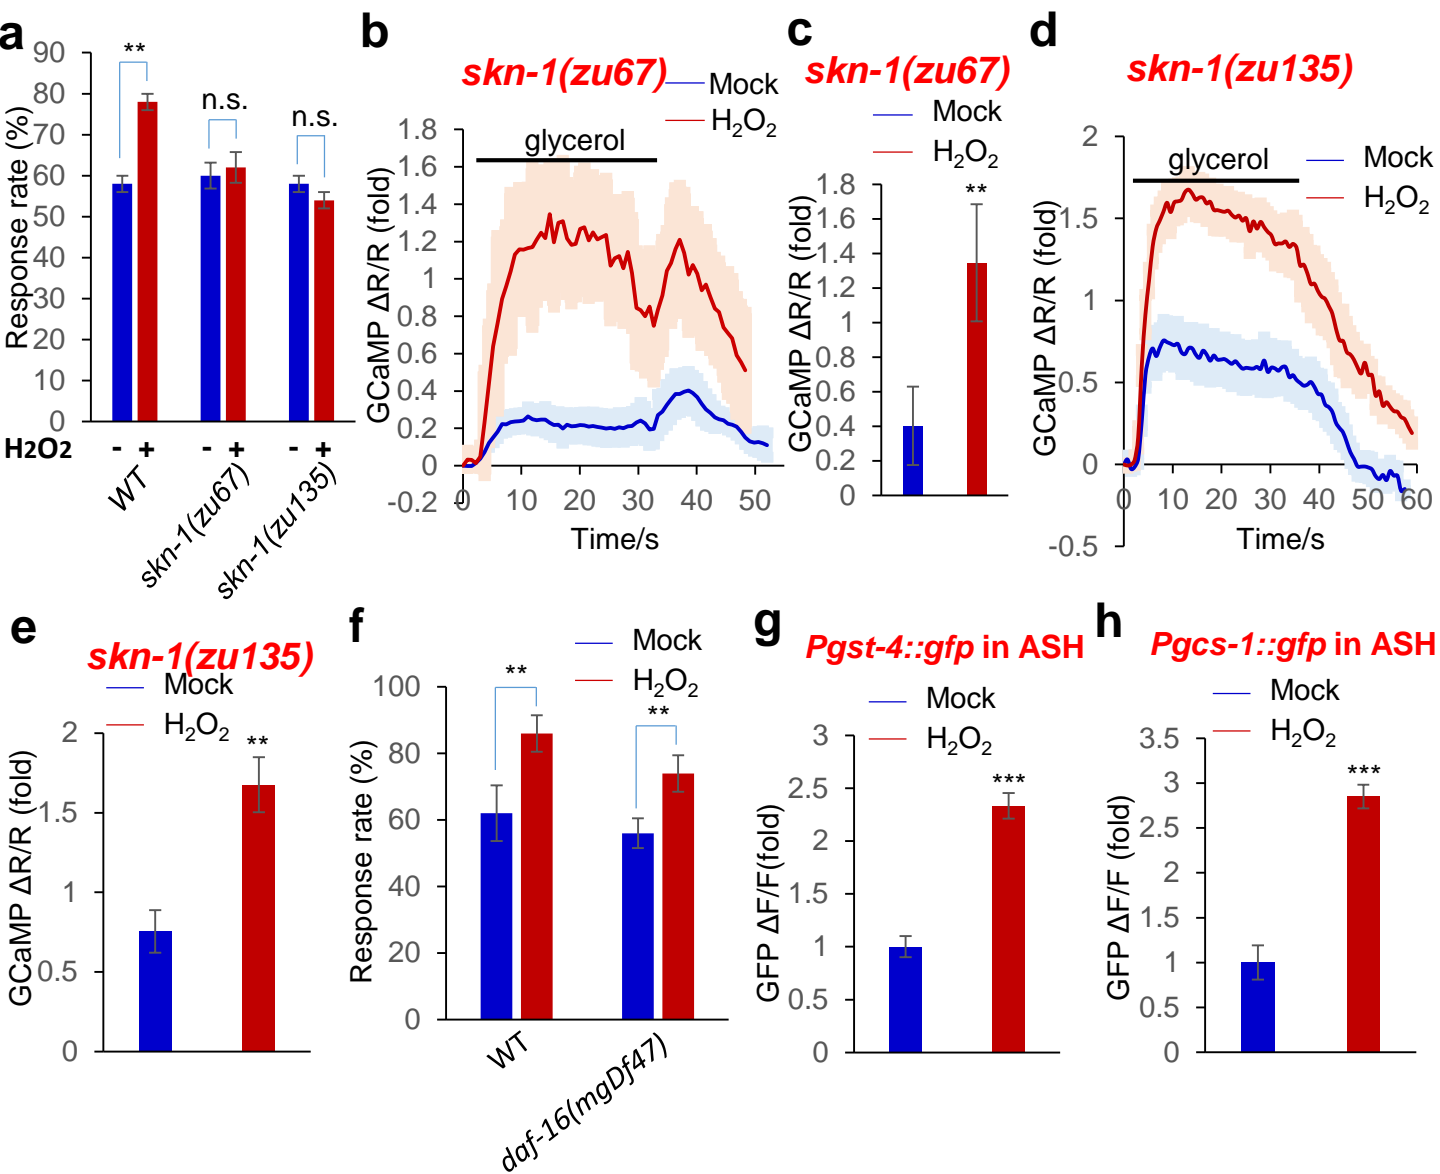 a
90
80
70
60
50
40
30
20
10
0
Response rate (%)
**
n.s.
n.s.
H2O2
- + - + - +
WT
skn-1(zu67)
skn-1(zu135)
b
skn-1(zu67)
Mock
H2O2
glycerol
1.8
1.6
1.4
1.2
1
0.8
0.6
0.4
0.2
0
-0.2
GCaMP ΔR/R (fold)
0 10 20 30 40 50
Time/s
c
skn-1(zu67)
Mock
H2O2
**
1.8
1.6
1.4
1.2
1
0.8
0.6
0.4
0.2
0
GCaMP ΔR/R (fold)
d
skn-1(zu135)
Mock
H2O2
glycerol
2
1.5
1
0.5
0
-0.5
GCaMP ΔR/R (fold)
0 10 20 30 40 50 60
Time/s
e
skn-1(zu135)
Mock
H2O2
**
2
1.5
1
0.5
0
GCaMP ΔR/R (fold)
f
Mock
H2O2
**
**
100
80
60
40
20
0
Response rate (%)
WT
daf-16(mgDf47)
g
Pgst-4::gfp in ASH
Mock
H2O2
***
3
2.5
2
1.5
1
0.5
0
GFP ΔF/F(fold)
h
Pgcs-1::gfp in ASH
Mock
H2O2
***
3.5
3
2.5
2
1.5
1
0.5
0
GFP ΔF/F (fold)